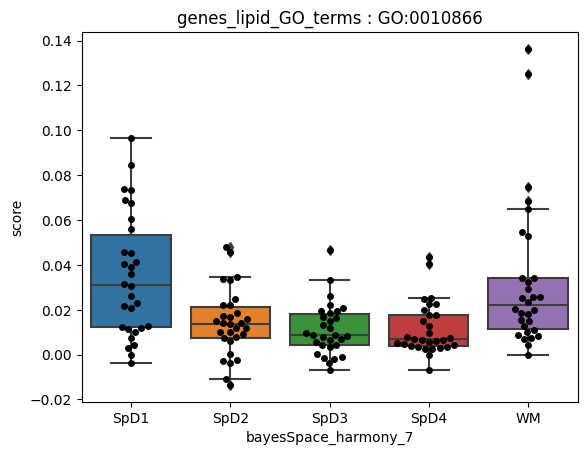 genes_lipid_GO_terms : GO:0010866
0.14
0.12
0.10
0.08
0.06
0.04
0.02
0.00
−0.02
score
SpD1 SpD2 SpD3 SpD4 WM
bayesSpace_harmony_7